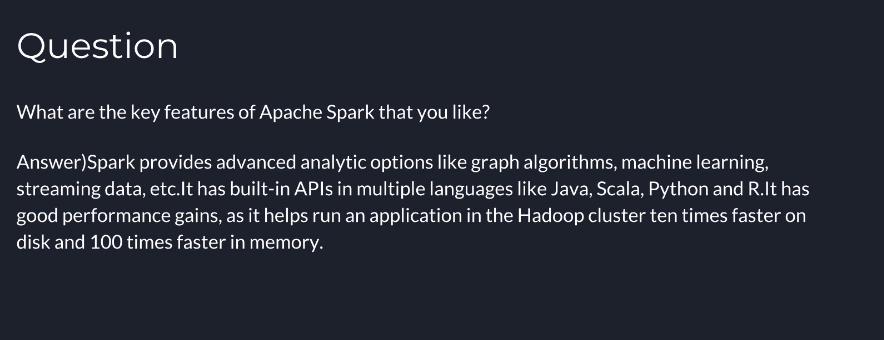 Question
What are the key features of Apache Spark that you like?
Answer)Spark provides advanced analytic options like graph algorithms, machine learning,
streaming data, etc.It has built-in APIs in multiple languages like Java, Scala, Python and R.It has
good performance gains, as it helps run an application in the Hadoop cluster ten times faster on
disk and 100 times faster in memory.